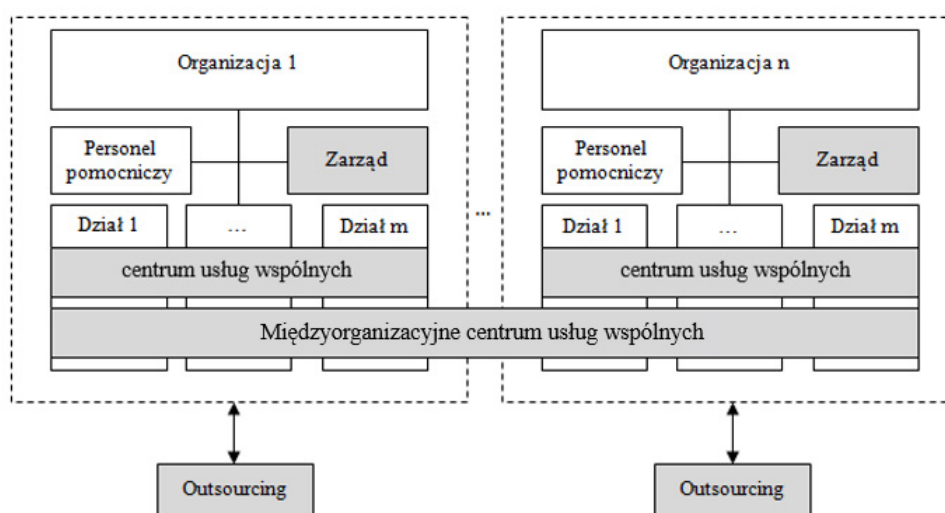 Organizacja 1
Organizacja n
Personel
pomocniczy
Zarząd
Personel
pomocniczy
Zarząd
Dział 1
...
Dział m
...
Dział 1
...
Dział m
centrum usług wspólnych
centrum usług wspólnych
Międzyorganizacyjne centrum usług wspólnych
Outsourcing
Outsourcing